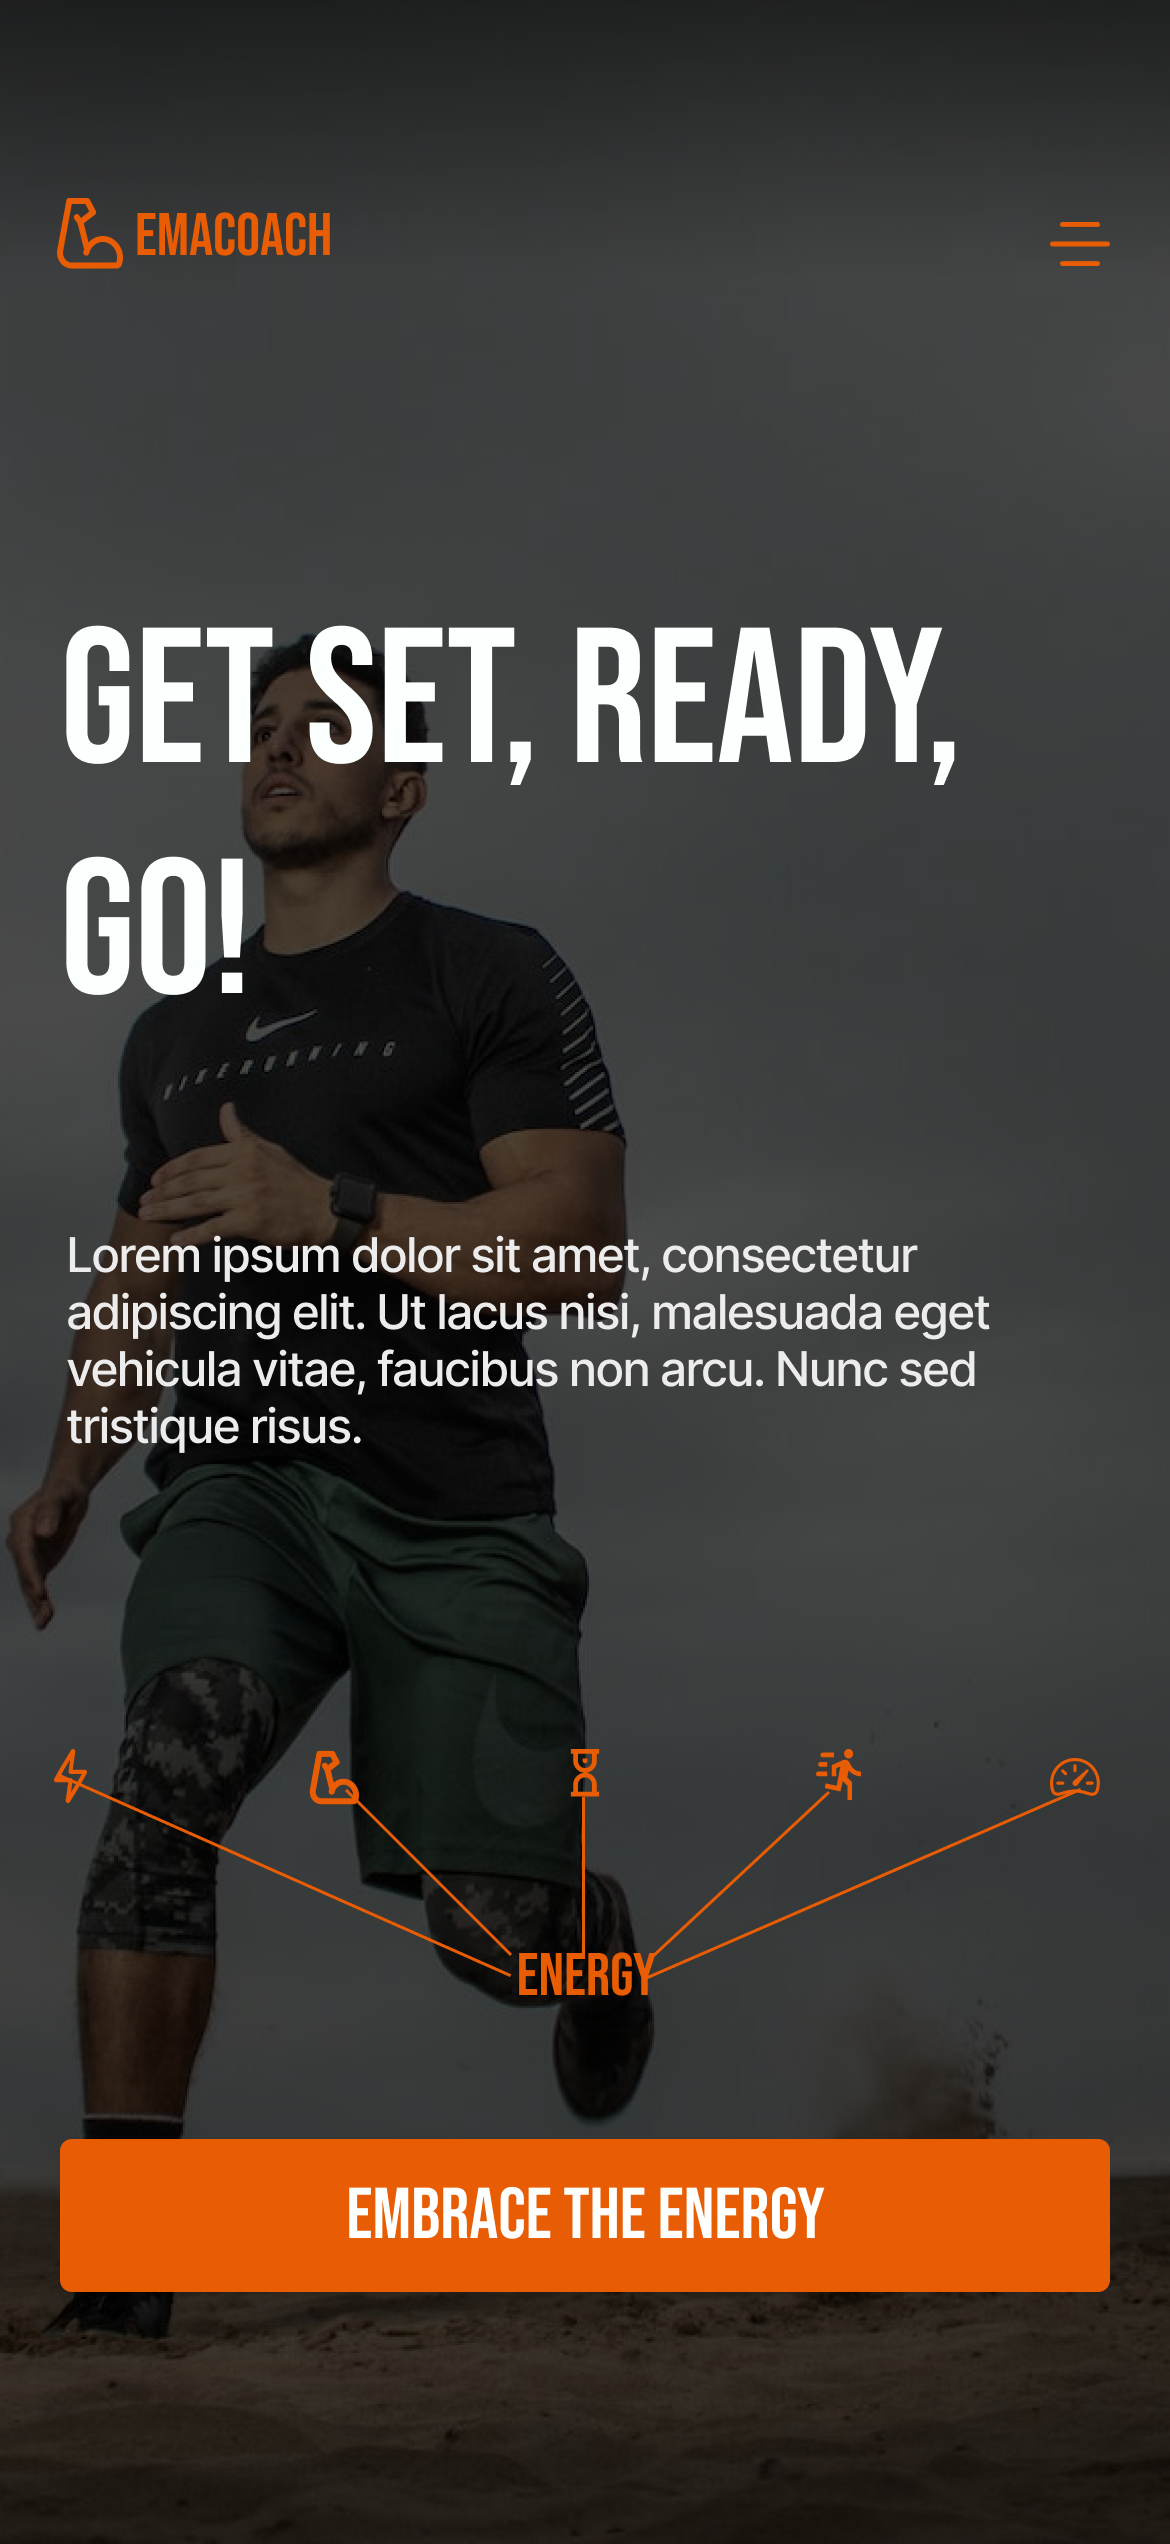 EMACOACH
GET SET, READY,
GO!
NIKERUNNING
Lorem ipsum dolor sit amet, consectetur
adipiscing elit. Ut lacus nisi, malesuada eget
vehicula vitae, faucibus non arcu. Nunc sed
tristique risus.
ENERGY
EMBRACE THE ENERGY